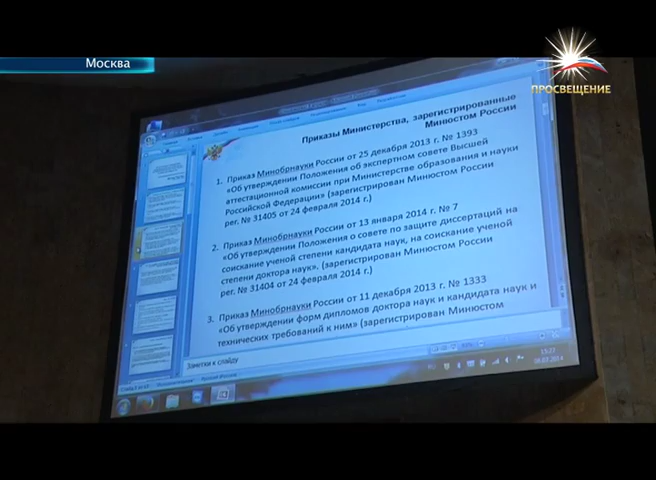 Москва
ПРОСВЕЩЕНИЕ
Приказы Министерства, зарегистрированные
Минюстом России
1. Приказ Минобрнауки России от 25 декабря 2013 г. № 1393
«Об утверждении Положения об экспертном совете Высшей
аттестационной комиссии при Министерстве образования и науки
Российской Федерации» (зарегистрирован Минюстом России
рег. № 31405 от 24 февраля 2014 г.)
2. Приказ Минобрнауки России от 13 января 2014 г. № 7
«Об утверждении Положения о совете по защите диссертаций на
соискание ученой степени кандидата наук, на соискание ученой
степени доктора наук». (зарегистрирован Минюстом России
рег. № 31404 от 24 февраля 2014 г.)
3. Приказ Минобрнауки России от 11 декабря 2013 г. № 1333
«Об утверждении форм дипломов доктора наук и кандидата наук и
технических требований к ним» (зарегистрирован Минюстом
Заметки к слайду
15:27